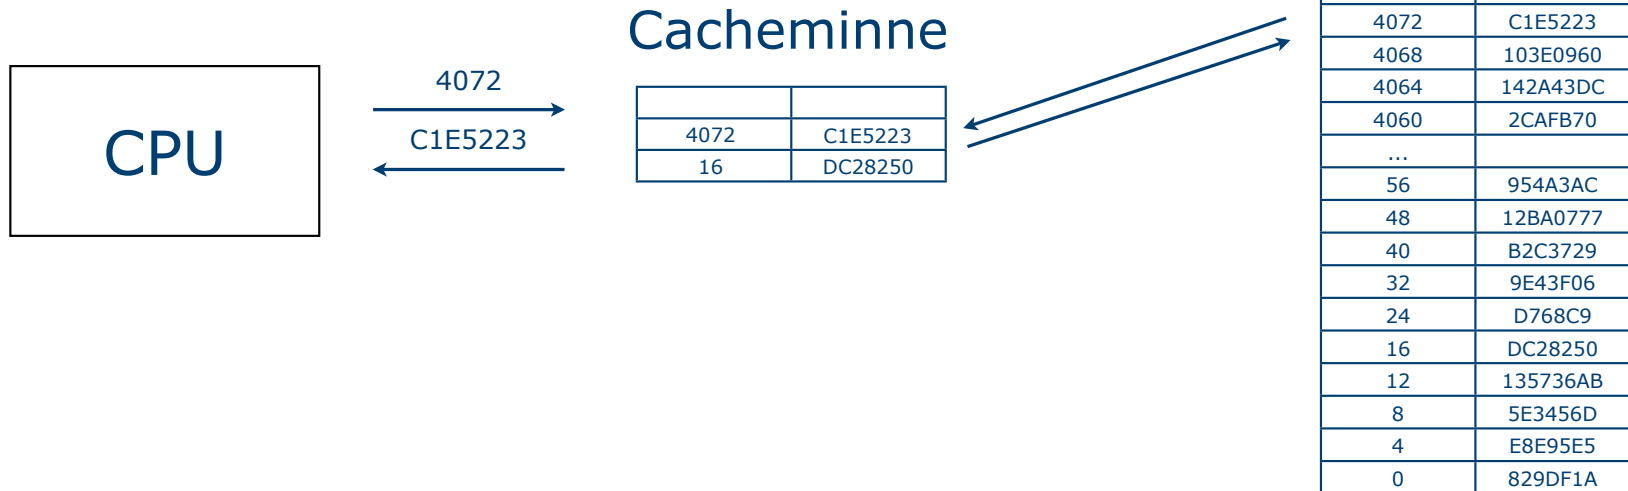 Cacheminne
CPU
4072
C1E5223
4072 C1E5223
16 DC28250
4072 C1E5223
4068 103E0960
4064 142A43DC
4060 2CAFB70
...
56 954A3AC
48 12BA0777
40 B2C3729
32 9E43F06
24 D768C9
16 DC28250
12 135736AB
8 5E3456D
4 E8E95E5
0 829DF1A